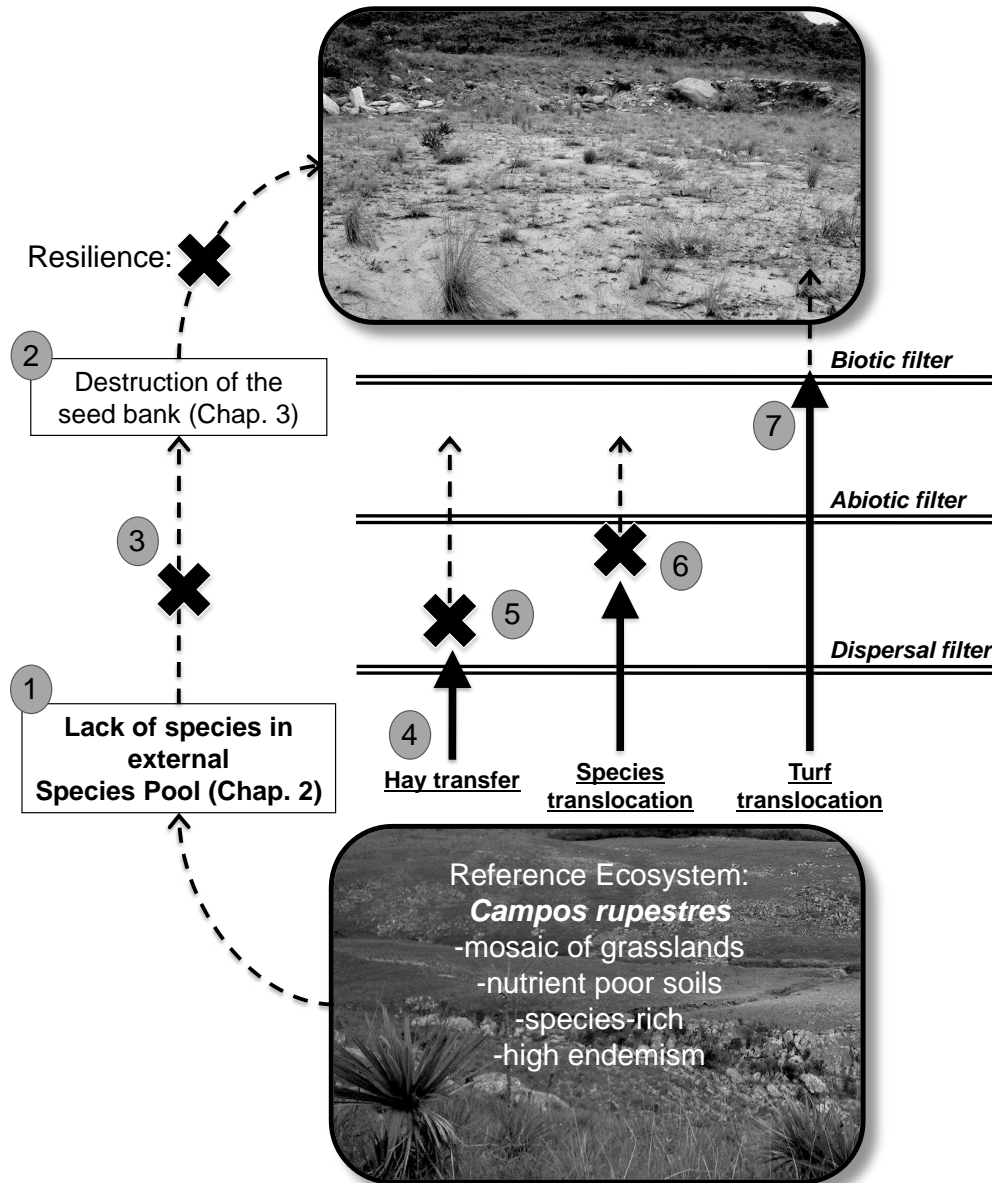 Resilience:
2
Destruction of the
seed bank (Chap. 3)
Biotic filter
7
3
Abiotic filter
6
5
Dispersal filter
1
Lack of species in
external
Species Pool (Chap. 2)
4
Hay transfer
Species
translocation
Turf
translocation
Reference Ecosystem:
Campos rupestres
-mosaic of grasslands
-nutrient poor soils
-species-rich
-high endemism